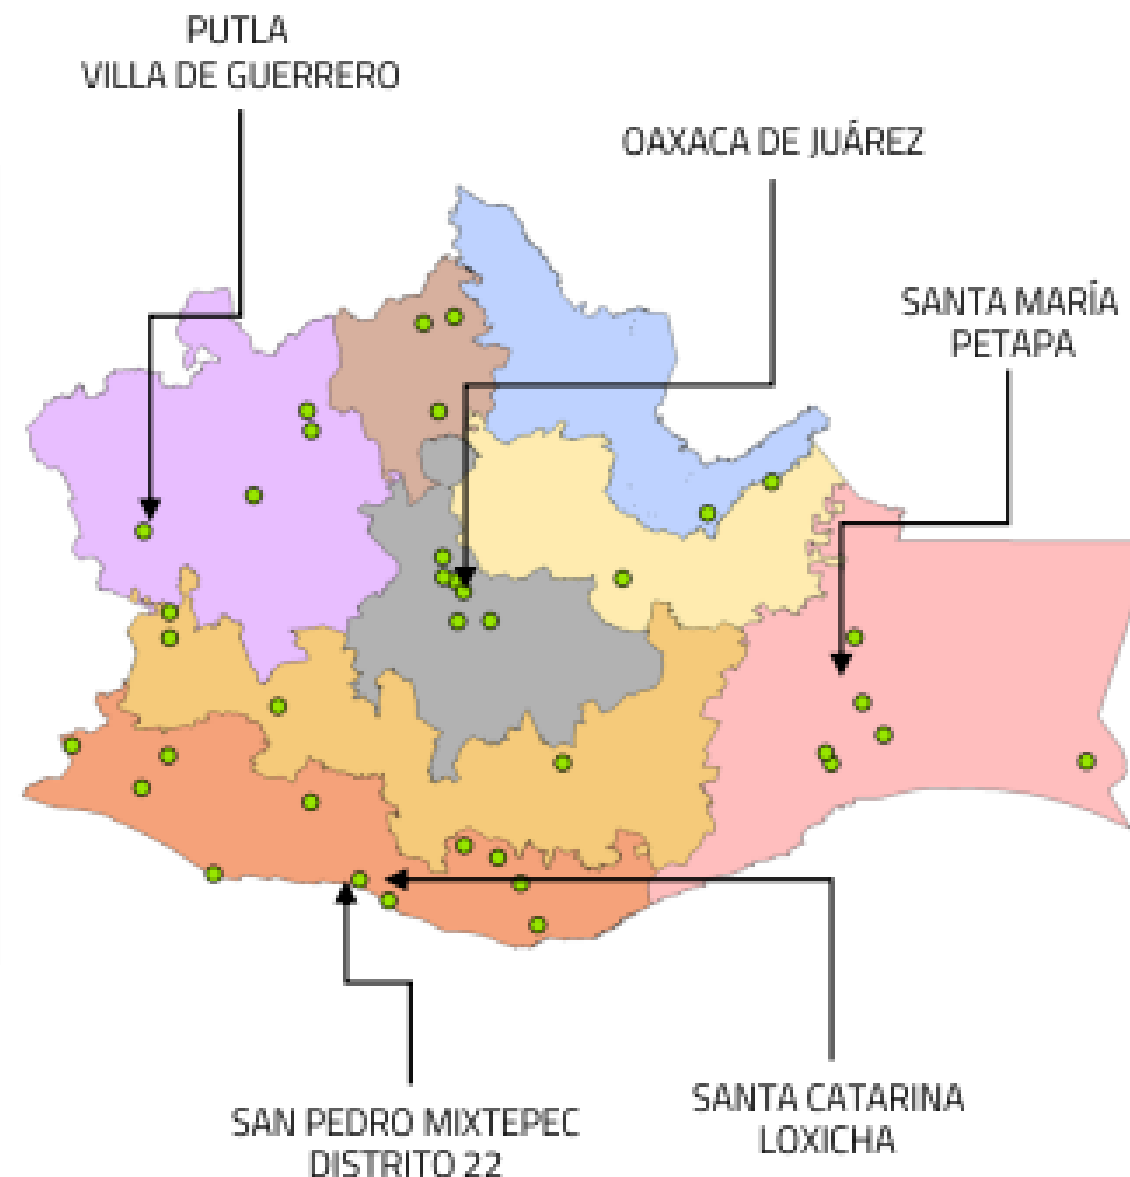 PUTLA
VILLA DE GUERRERO
OAXACA DE JUÁREZ
SANTA MARÍA
PETAPA
SAN PEDRO MIXTEPEC
DISTRITO 22
SANTA CATARINA
LOXICHA